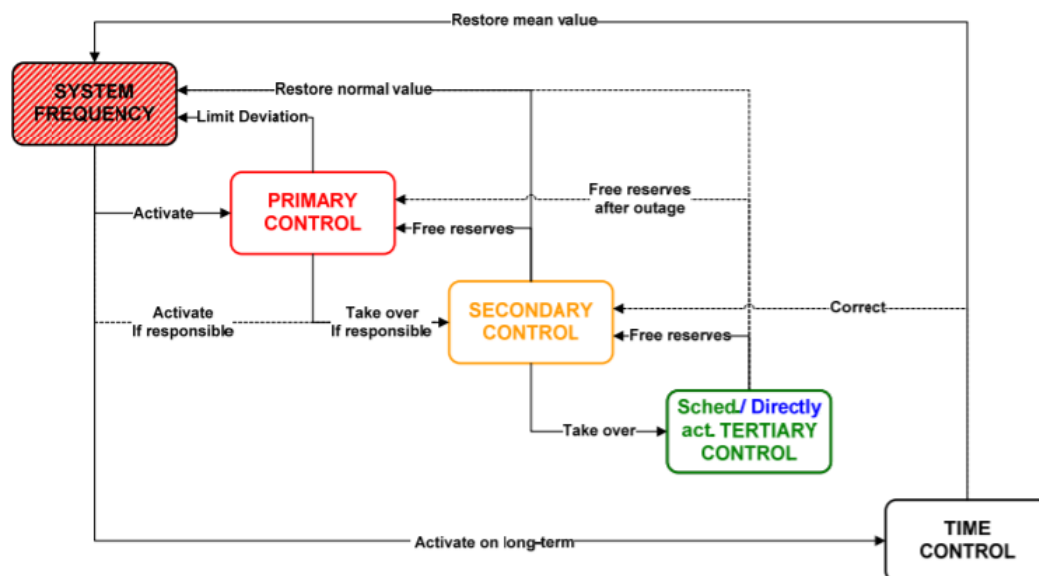 Restore mean value
SYSTEM
FREQUENCY
Restore normal value
Limit Deviation
PRIMARY
CONTROL
Free reserves
after outage
Activate
Free reserves
Activate
If responsible
Take over
If responsible
SECONDARY
CONTROL
Correct
Free reserves
Sched./ Directly
act. TERTIARY
CONTROL
Take over
TIME
CONTROL
Activate on long-term